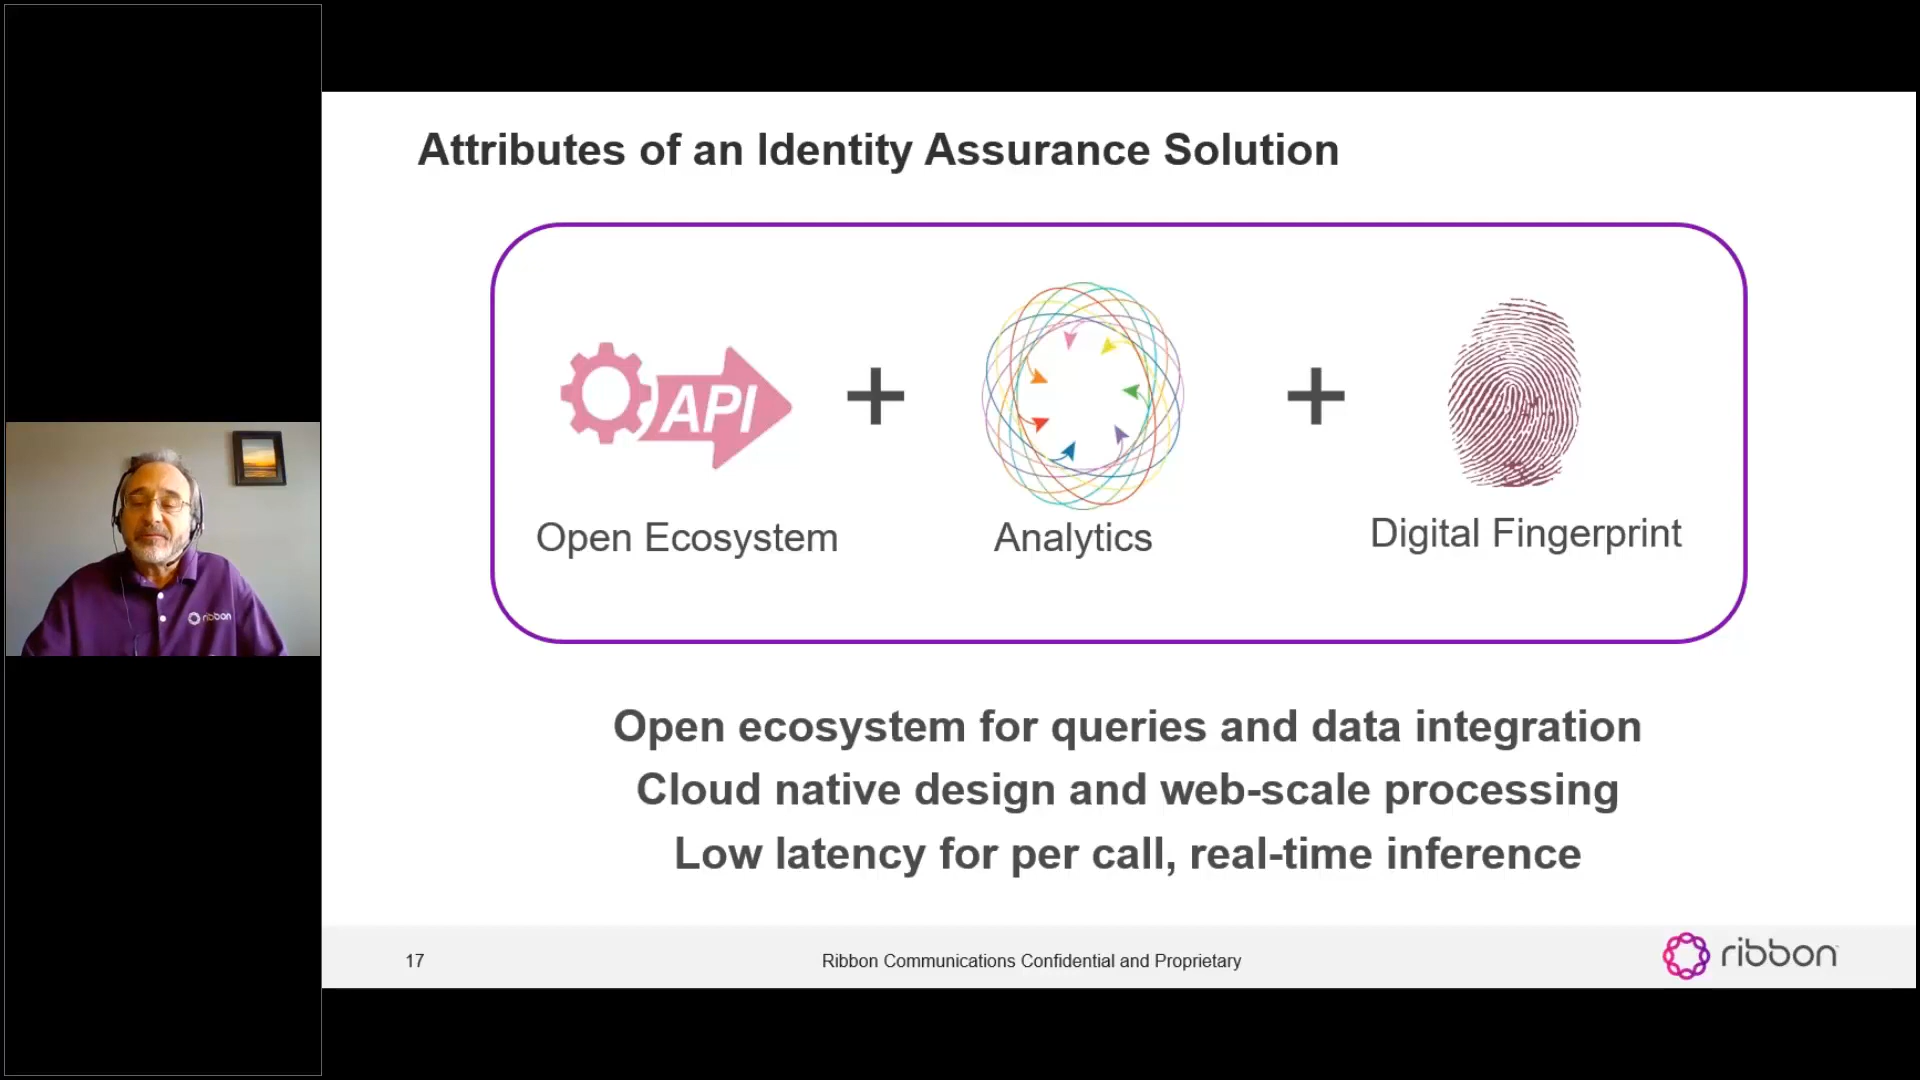 Attributes of an Identity Assurance Solution
API
Open Ecosystem
+
Analytics
+
Digital Fingerprint
Open ecosystem for queries and data integration
Cloud native design and web-scale processing
Low latency for per call, real-time inference
17
Ribbon Communications Confidential and Proprietary
ribbon
ribbon